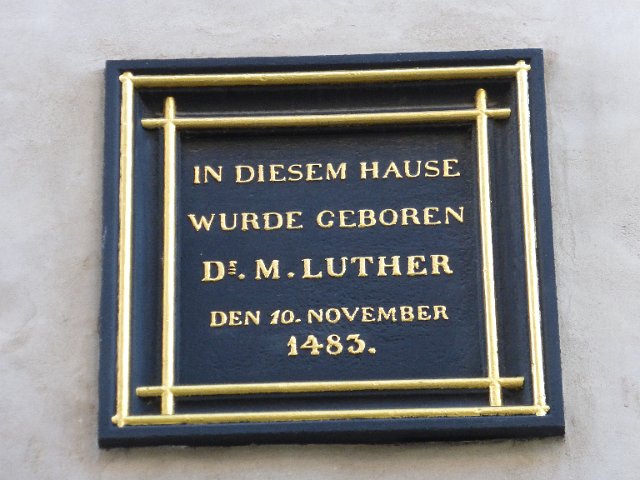 IN DIESEM HAUSE
WURDE GEBOREN
Dr. M. LUTHER
DEN 10. NOVEMBER
1483.